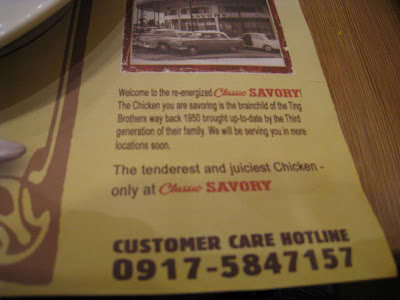 Welcome to the re-energized Classic SAVORY!
The Chicken you are savoring is the brainchild of the Ting
Brothers way back 1950 brought up-to-date by the Third
generation of their family. We will be serving you in more
locations soon.
The tenderest and juiciest Chicken -
only at Classic SAVORY
CUSTOMER CARE HOTLINE
0917-5847157